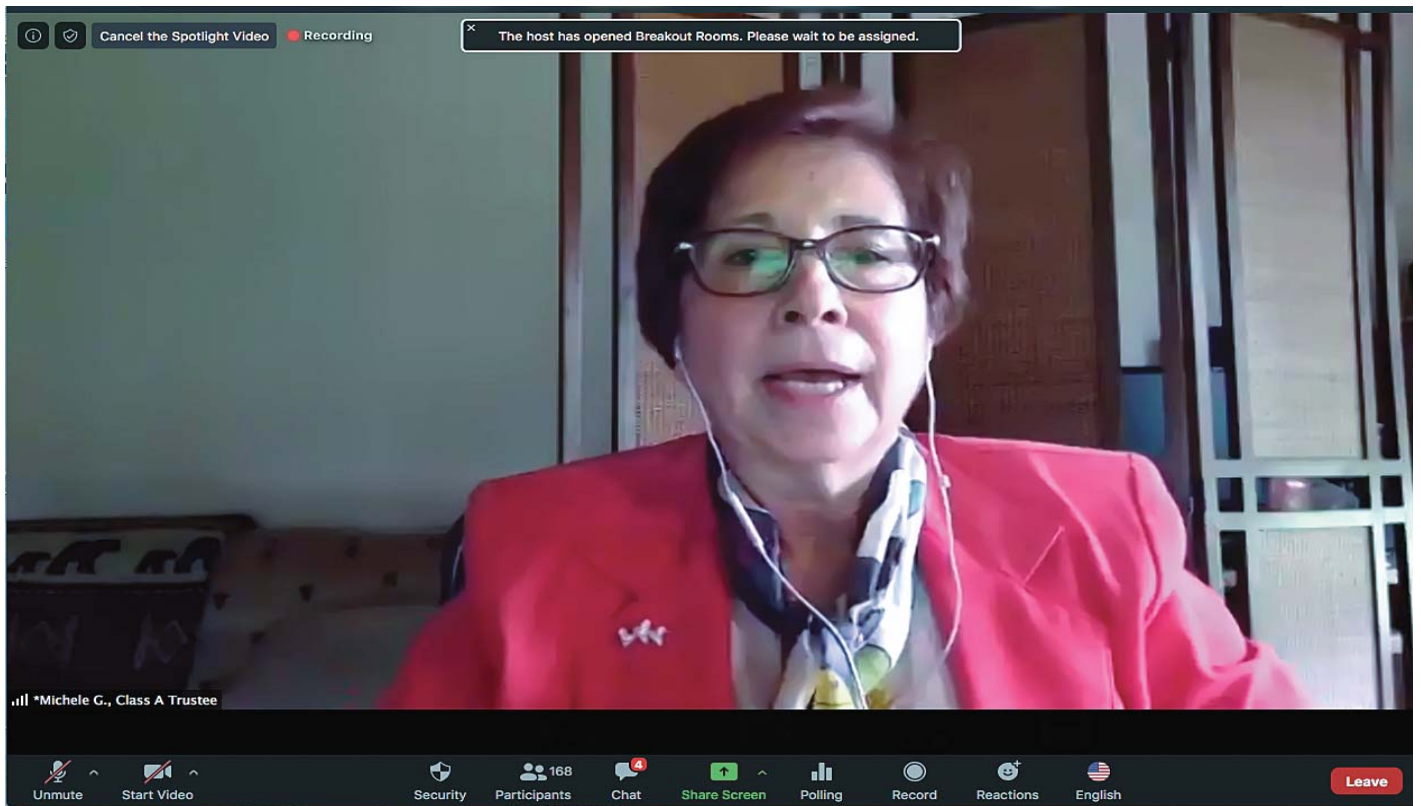 Cancel the Spotlight Video
Recording
The host has opened Breakout Rooms. Please wait to be assigned.
*Michele G., Class A Trustee
168
4
Unmute
Start Video
Security
Participants
Chat
Share Screen
Polling
Record
Reactions
English
Leave